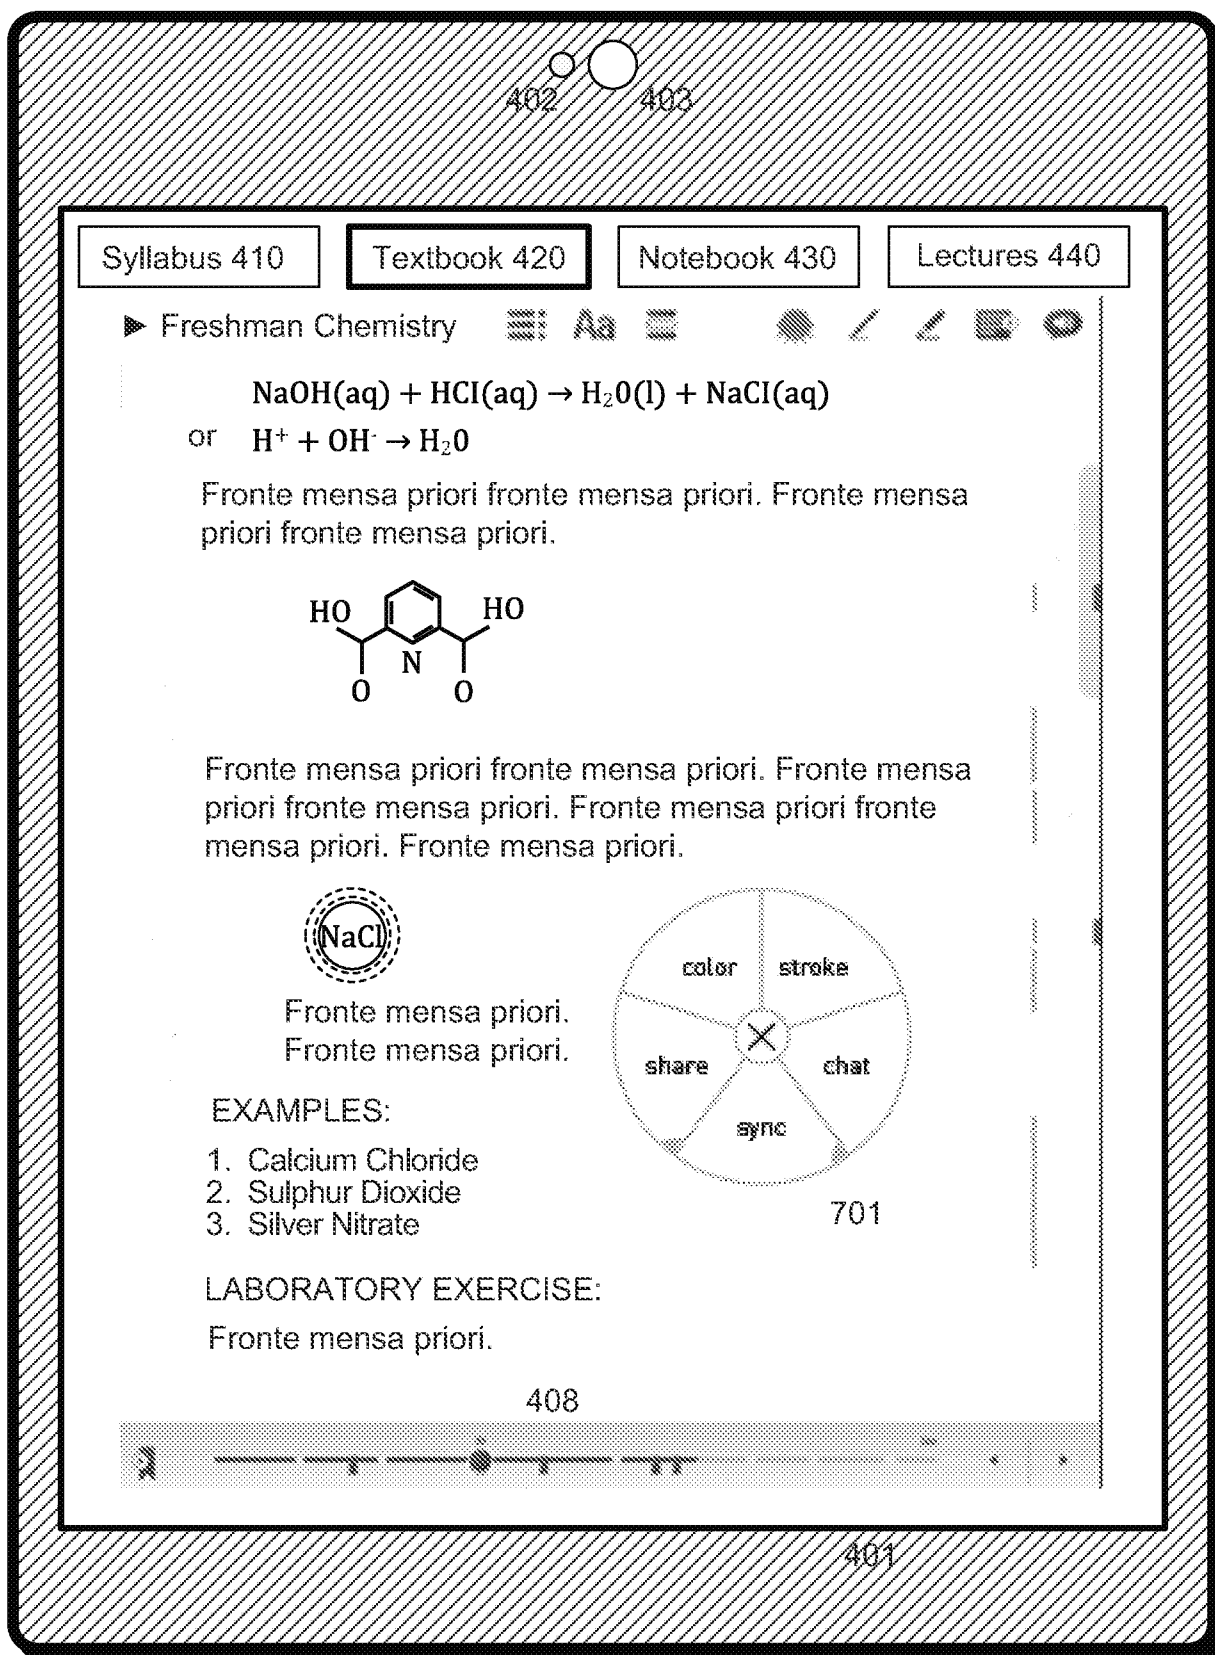 402 403
Syllabus 410 Textbook 420 Notebook 430 Lectures 440
► Freshman Chemistry Aa
NaOH(aq) + HCI(aq) → H₂0(l) + NaCI(aq)
or H⁺ + OH⁻ → H₂0
Fronte mensa priori fronte mensa priori. Fronte mensa
priori fronte mensa priori.
HO HO
N
O O
Fronte mensa priori fronte mensa priori. Fronte mensa
priori fronte mensa priori. Fronte mensa priori fronte
mensa priori. Fronte mensa priori.
NaCl
Fronte mensa priori.
Fronte mensa priori.
color stroke
share chat
sync
701
EXAMPLES:
1. Calcium Chloride
2. Sulphur Dioxide
3. Silver Nitrate
LABORATORY EXERCISE:
Fronte mensa priori.
408
401